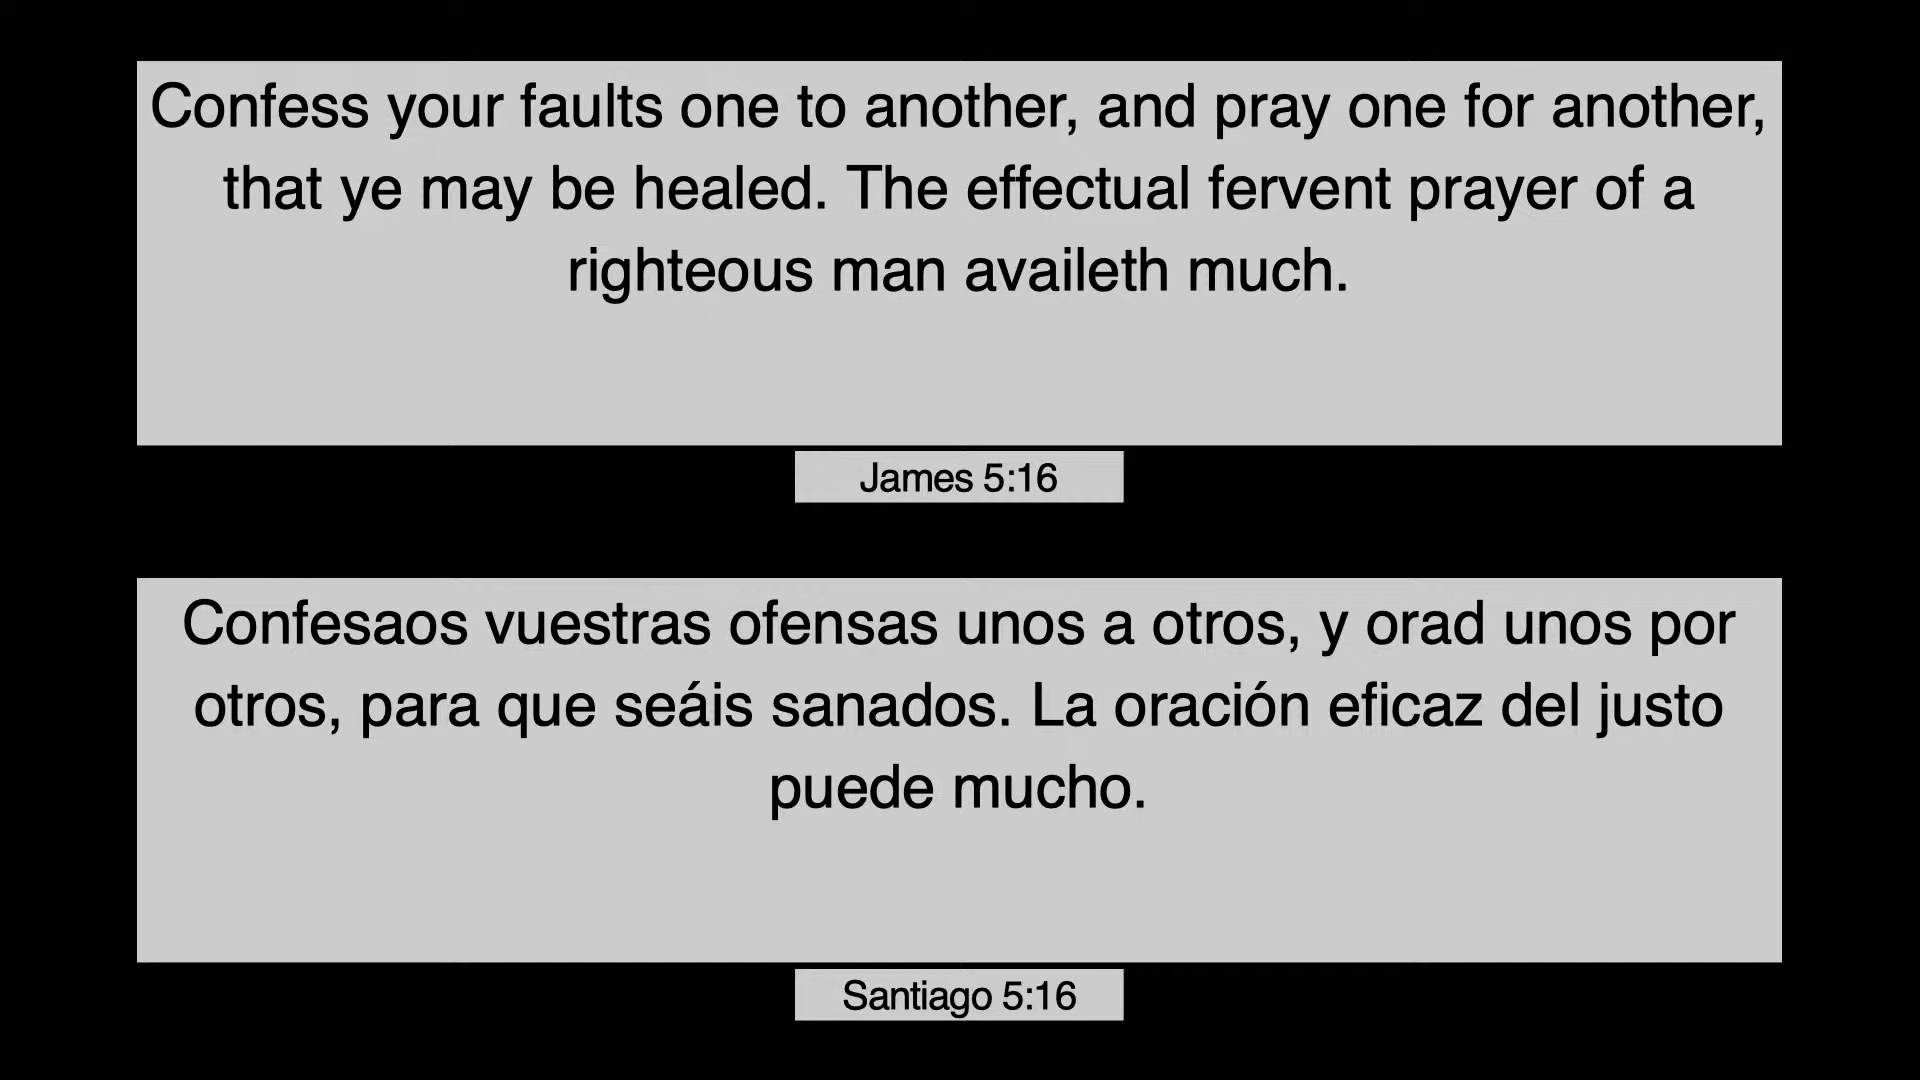 Confess your faults one to another, and pray one for another,
that ye may be healed. The effectual fervent prayer of a
righteous man availeth much.
James 5:16
Confesaos vuestras ofensas unos a otros, y orad unos por
otros, para que seáis sanados. La oración eficaz del justo
puede mucho.
Santiago 5:16